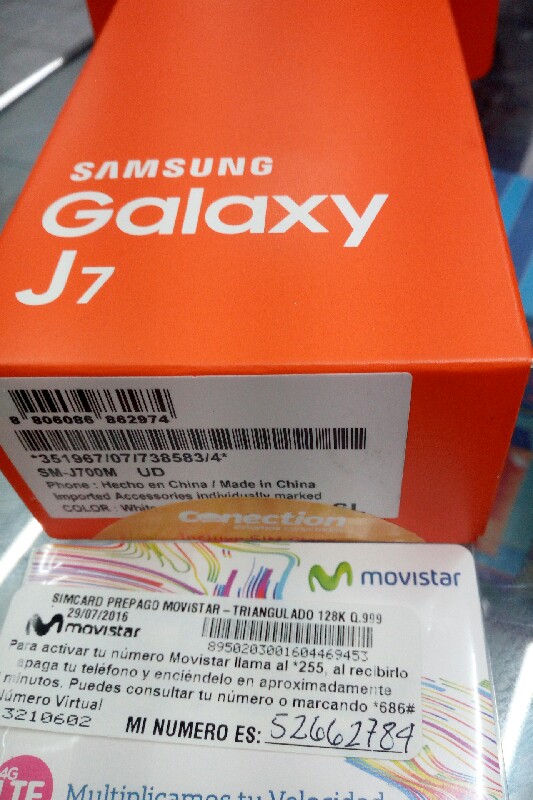 SAMSUNG
Galaxy
J7
8 806086 862974
*351967/07/738583/4*
SM-J700M UD
Phone : Hecho en China / Made in China
Imported Accessories individually marked
COLOR : White
Conection
movistar
SIMCARD PREPAGO MOVISTAR - TRIANGULADO 128K Q.999
29/07/2016
movistar
8950203001604469453
Para activar tu número Movistar llama al *255, al recibirlo
apaga tu teléfono y enciéndelo en aproximadamente
minutos. Puedes consultar tu número o marcando *686#
Número Virtual
3210602
MI NUMERO ES: 52662784
4G
LTE
Multiplicamos tu Velocidad